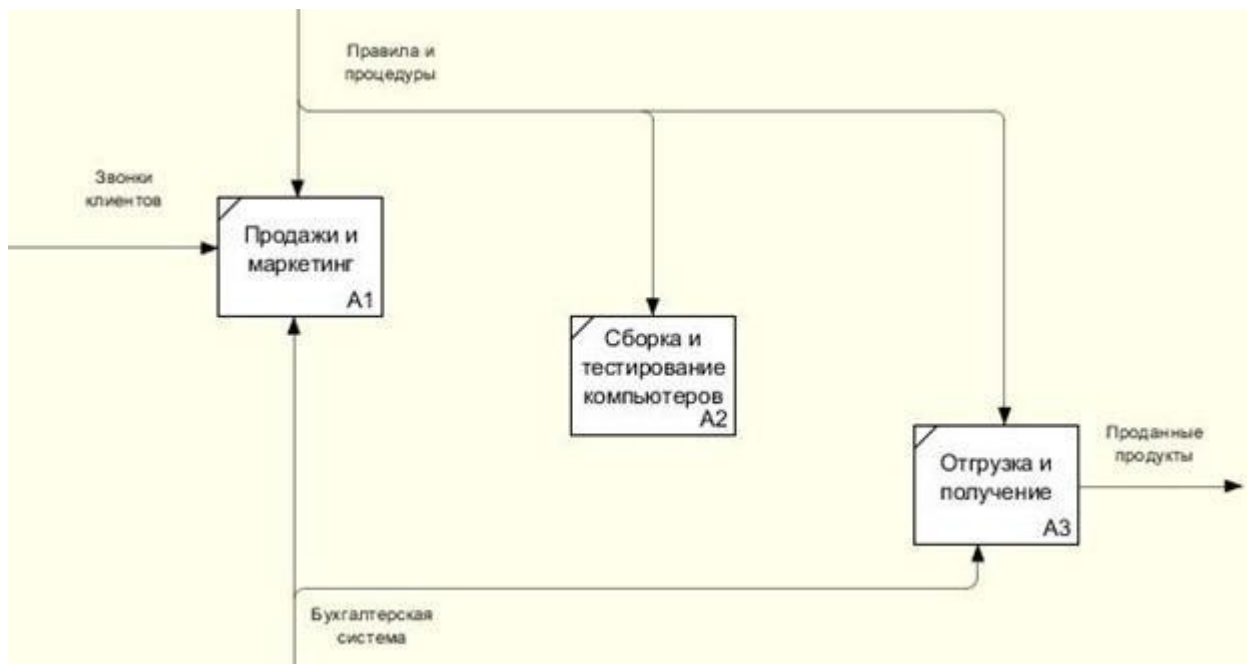 Правила и
процедуры
Звонки
клиентов
Продажи и
маркетинг
A1
Сборка и
тестирование
компьютеров
A2
Отгрузка и
получение
A3
Проданные
продукты
Бухгалтерская
система